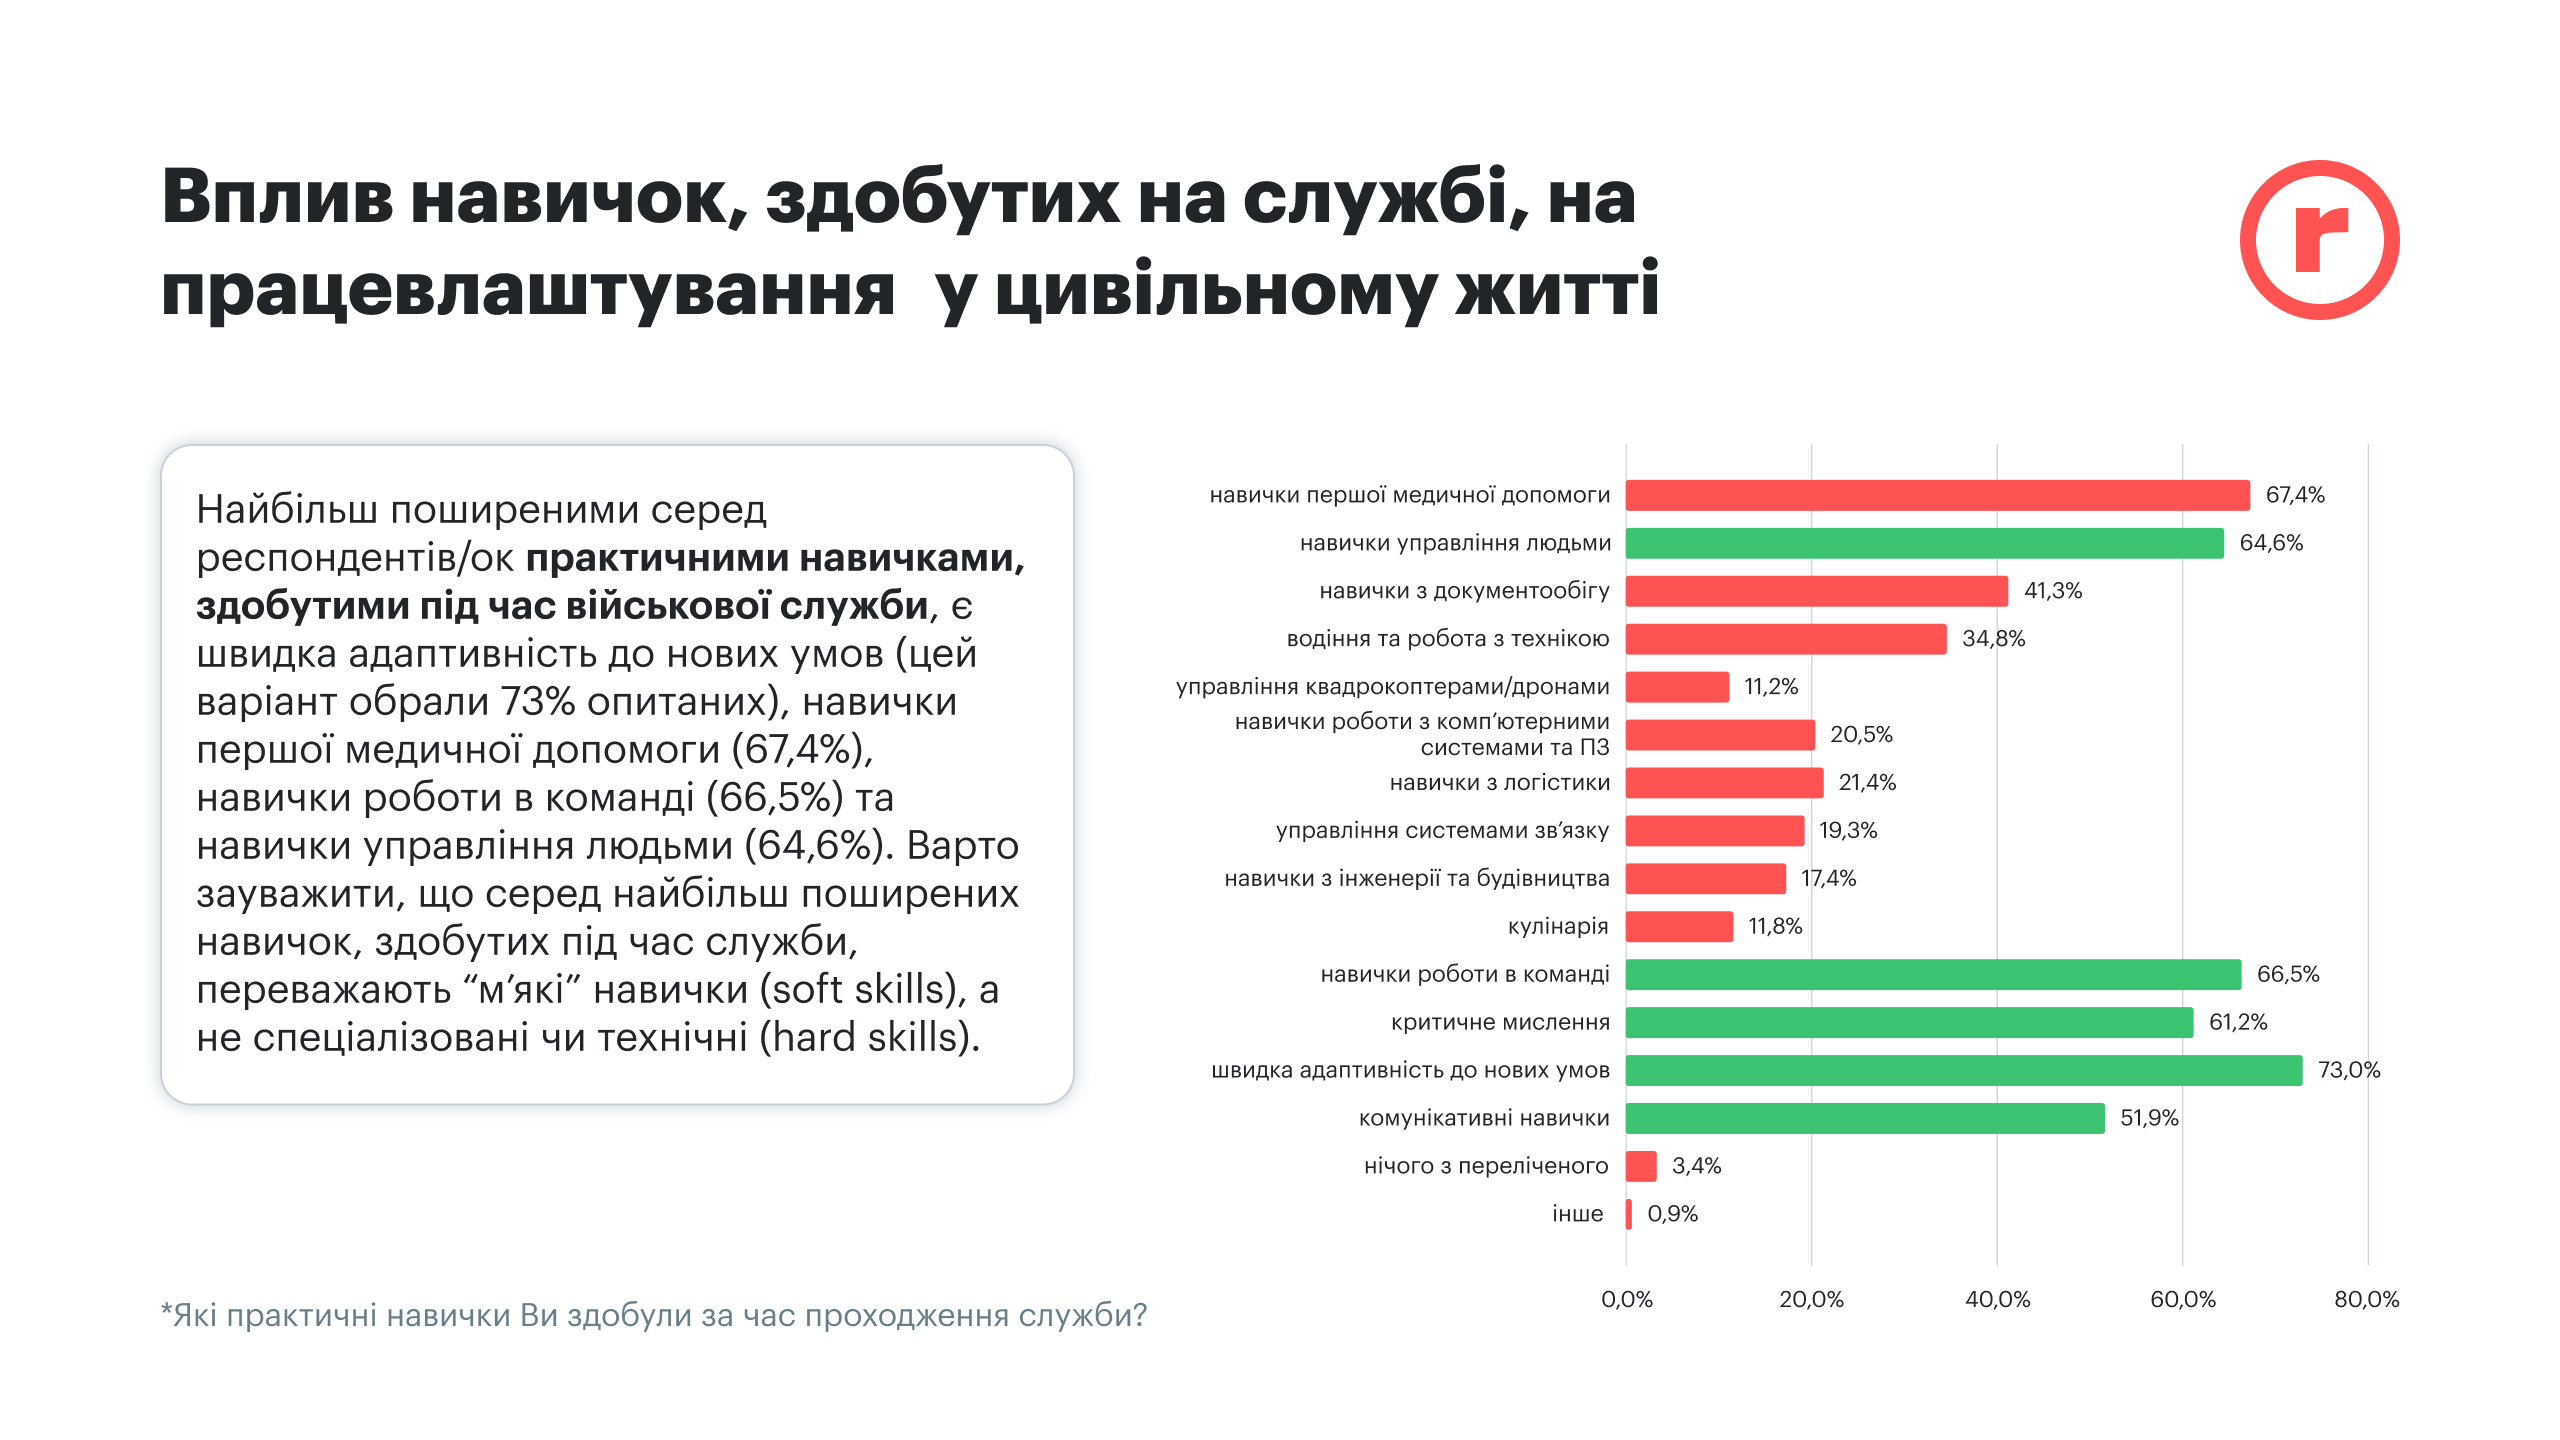 Вплив навичок, здобутих на службі, на
працевлаштування у цивільному житті
r
Найбільш поширеними серед
респондентів/ок практичними навичками,
здобутими під час військової служби, є
швидка адаптивність до нових умов (цей
варіант обрали 73% опитаних), навички
першої медичної допомоги (67,4%),
навички роботи в команді (66,5%) та
навички управління людьми (64,6%). Варто
зауважити, що серед найбільш поширених
навичок, здобутих під час служби,
переважають “м’які” навички (soft skills), а
не спеціалізовані чи технічні (hard skills).
навички першої медичної допомоги 67,4%
навички управління людьми 64,6%
навички з документообігу 41,3%
водіння та робота з технікою 34,8%
управління квадрокоптерами/дронами 11,2%
навички роботи з комп’ютерними
системами та ПЗ 20,5%
навички з логістики 21,4%
управління системами зв’язку 19,3%
навички з інженерії та будівництва 17,4%
кулінарія 11,8%
навички роботи в команді 66,5%
критичне мислення 61,2%
швидка адаптивність до нових умов 73,0%
комунікативні навички 51,9%
нічого з переліченого 3,4%
інше 0,9%
0,0% 20,0% 40,0% 60,0% 80,0%
*Які практичні навички Ви здобули за час проходження служби?